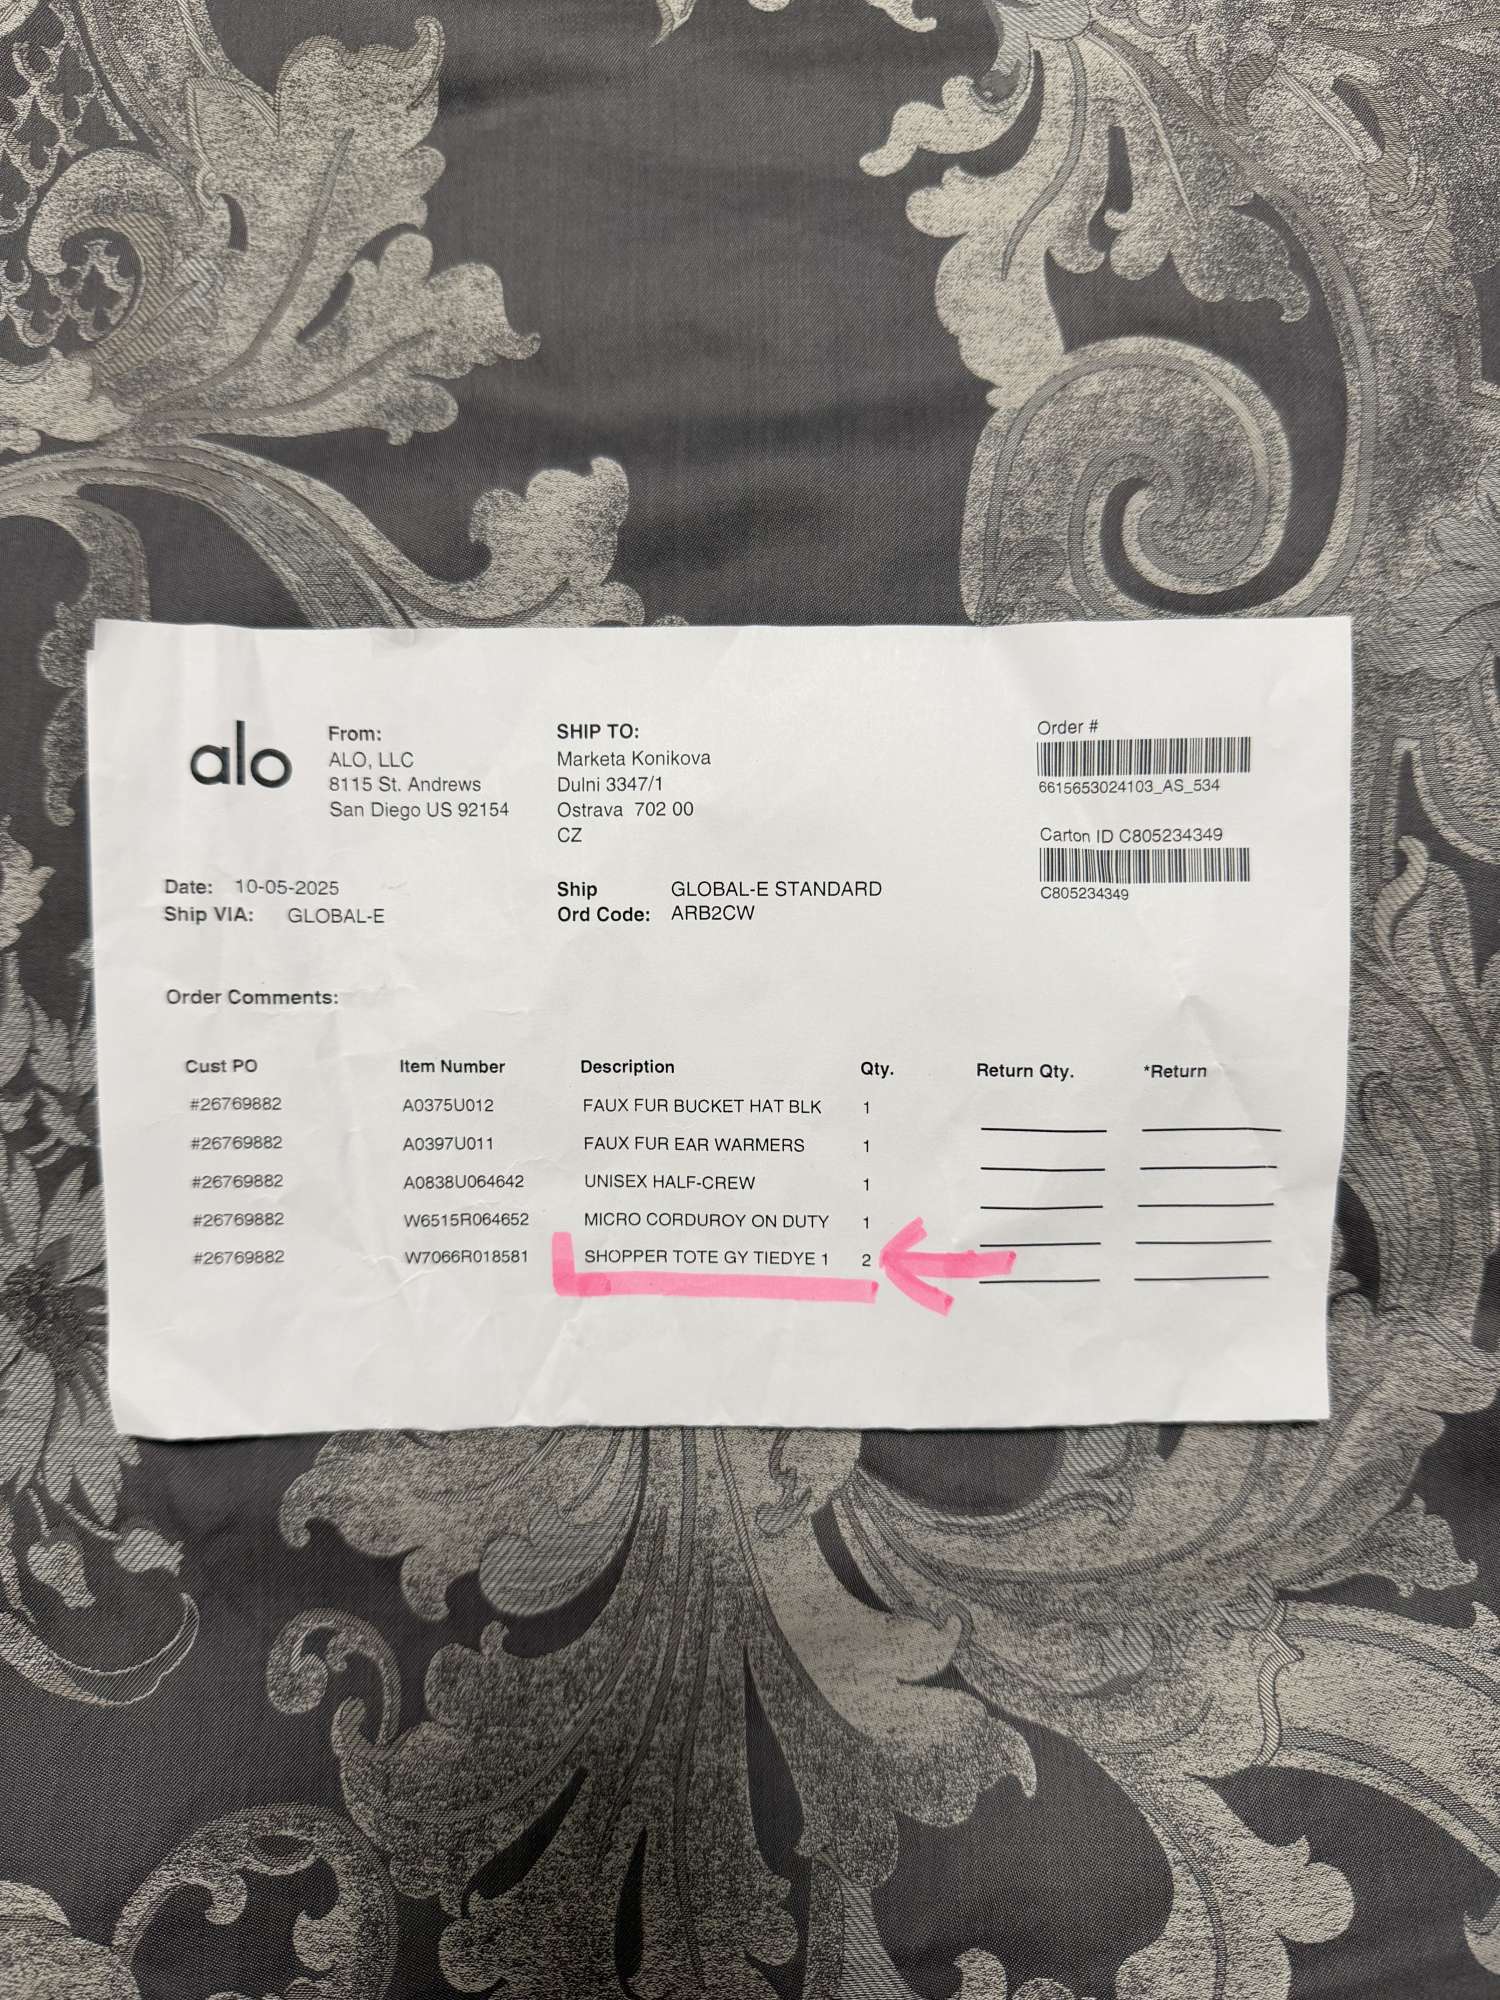 alo
From:
ALO, LLC
8115 St. Andrews
San Diego US 92154
SHIP TO:
Marketa Konikova
Dulni 3347/1
Ostrava 702 00
CZ
Order #
6615653024103_AS_534
Carton ID C805234349
C805234349
Date: 10-05-2025
Ship VIA: GLOBAL-E
Ship GLOBAL-E STANDARD
Ord Code: ARB2CW
Order Comments:
Cust PO Item Number Description Qty. Return Qty. *Return
#26769882 A0375U012 FAUX FUR BUCKET HAT BLK 1
#26769882 A0397U011 FAUX FUR EAR WARMERS 1
#26769882 A0838U064642 UNISEX HALF-CREW 1
#26769882 W6515R064652 MICRO CORDUROY ON DUTY 1
#26769882 W7066R018581 SHOPPER TOTE GY TIEDYE 1 2